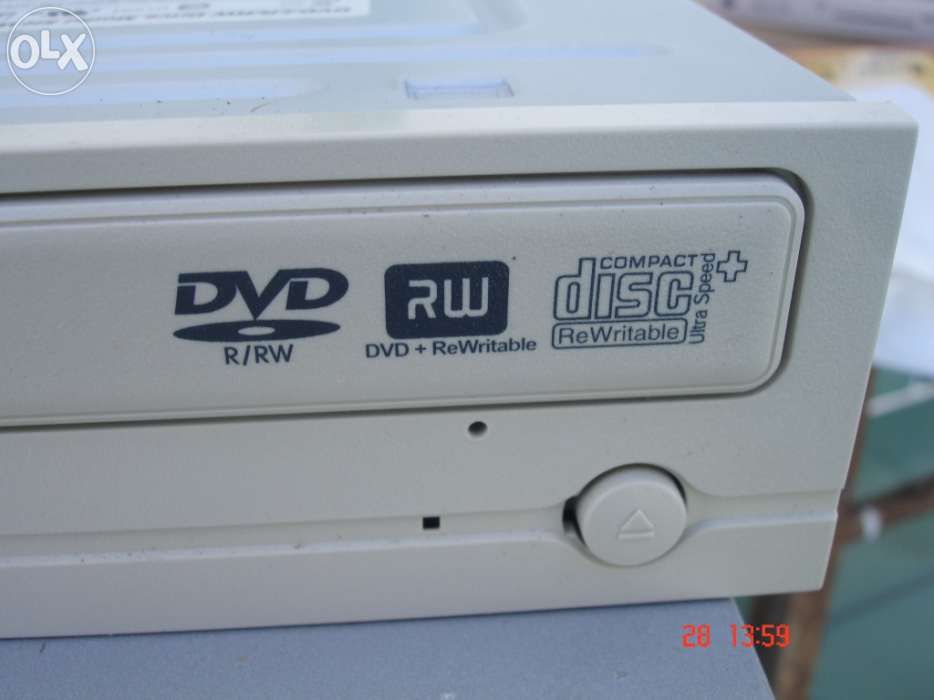 OLX
DVD
R/RW
RW
DVD + ReWritable
COMPACT
disc
ReWritable
Ultra Speed
28 13:59